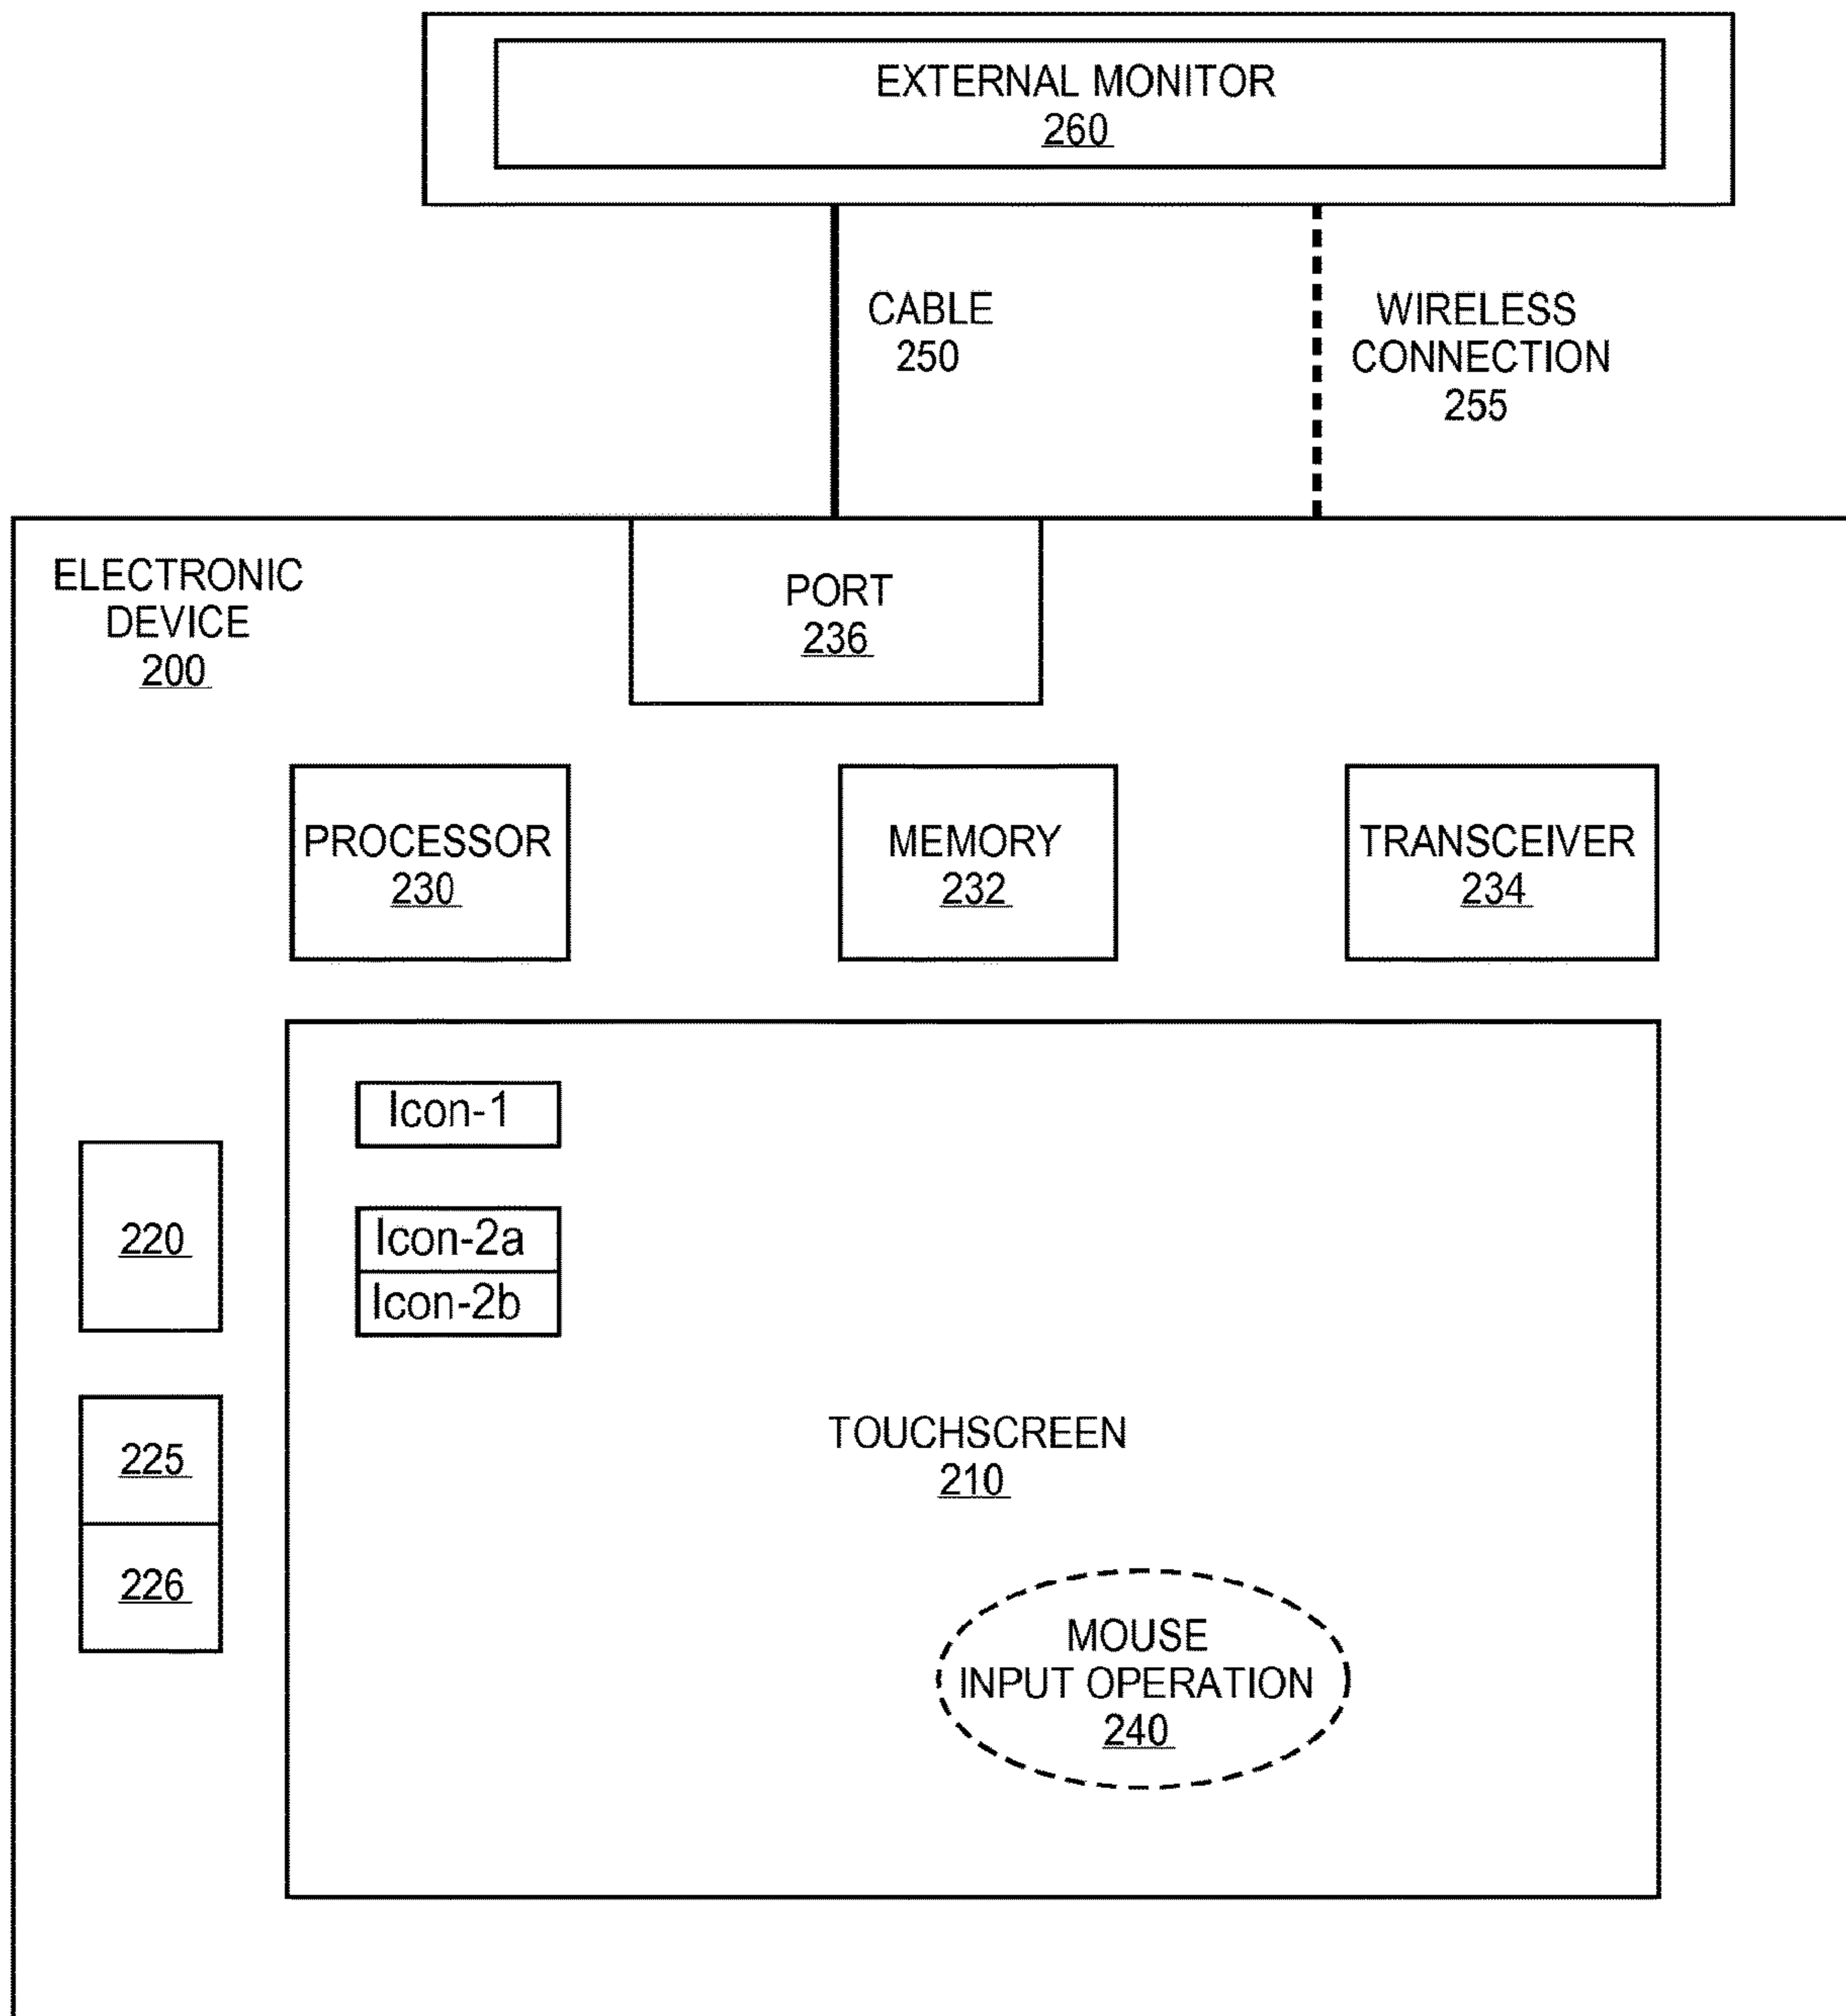 EXTERNAL MONITOR
260
CABLE
250
WIRELESS
CONNECTION
255
ELECTRONIC
DEVICE
200
PORT
236
PROCESSOR
230
MEMORY
232
TRANSCEIVER
234
Icon-1
Icon-2a
Icon-2b
220
225
226
TOUCHSCREEN
210
MOUSE
INPUT OPERATION
240